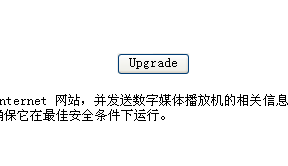 Upgrade
nternet 网站，并发送数字媒体播放机的相关信息
确保它在最佳安全条件下运行。